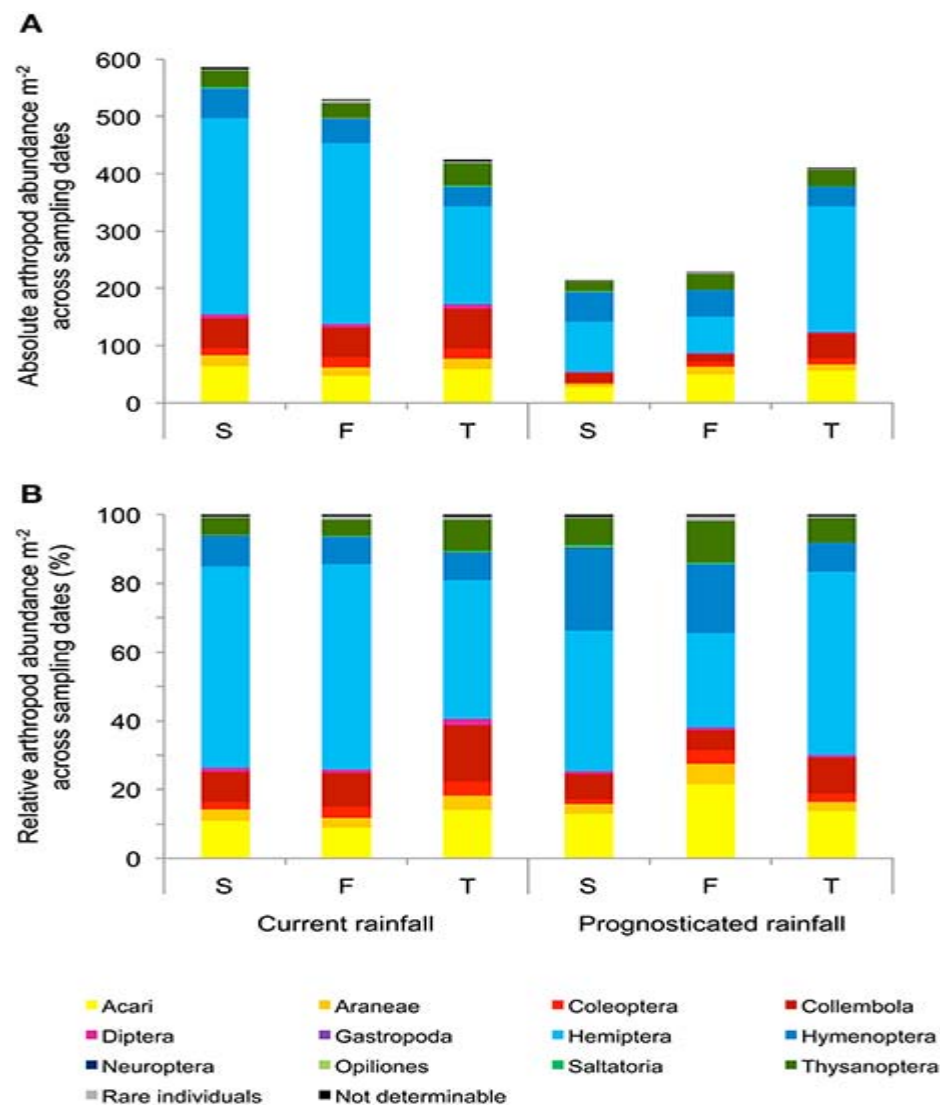 A
Absolute arthropod abundance m-2
across sampling dates
600
500
400
300
200
100
0
S F T S F T
B
Relative arthropod abundance m-2
across sampling dates (%)
100
80
60
40
20
0
S F T S F T
Current rainfall Prognosticated rainfall
Acari Araneae Coleoptera Collembola
Diptera Gastropoda Hemiptera Hymenoptera
Neuroptera Opiliones Saltatoria Thysanoptera
Rare individuals Not determinable